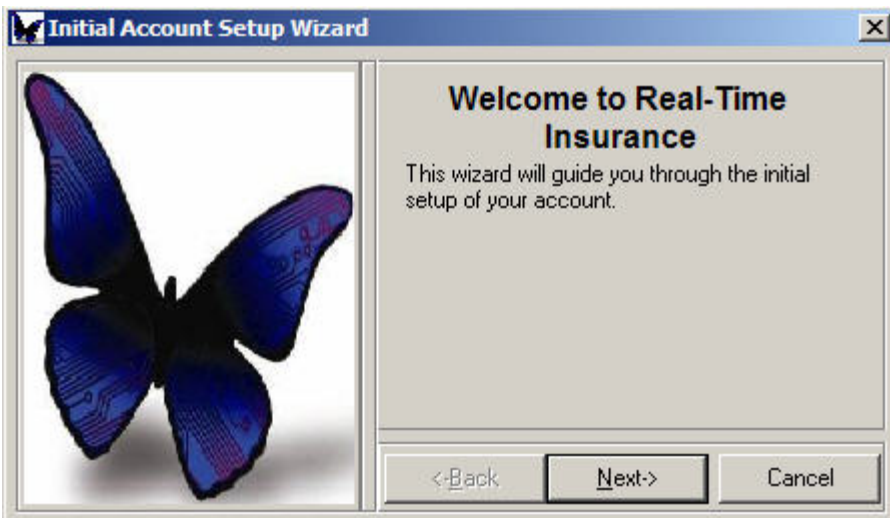 Initial Account Setup Wizard
Welcome to Real-Time
Insurance
This wizard will guide you through the initial
setup of your account.
<-Back
Next->
Cancel